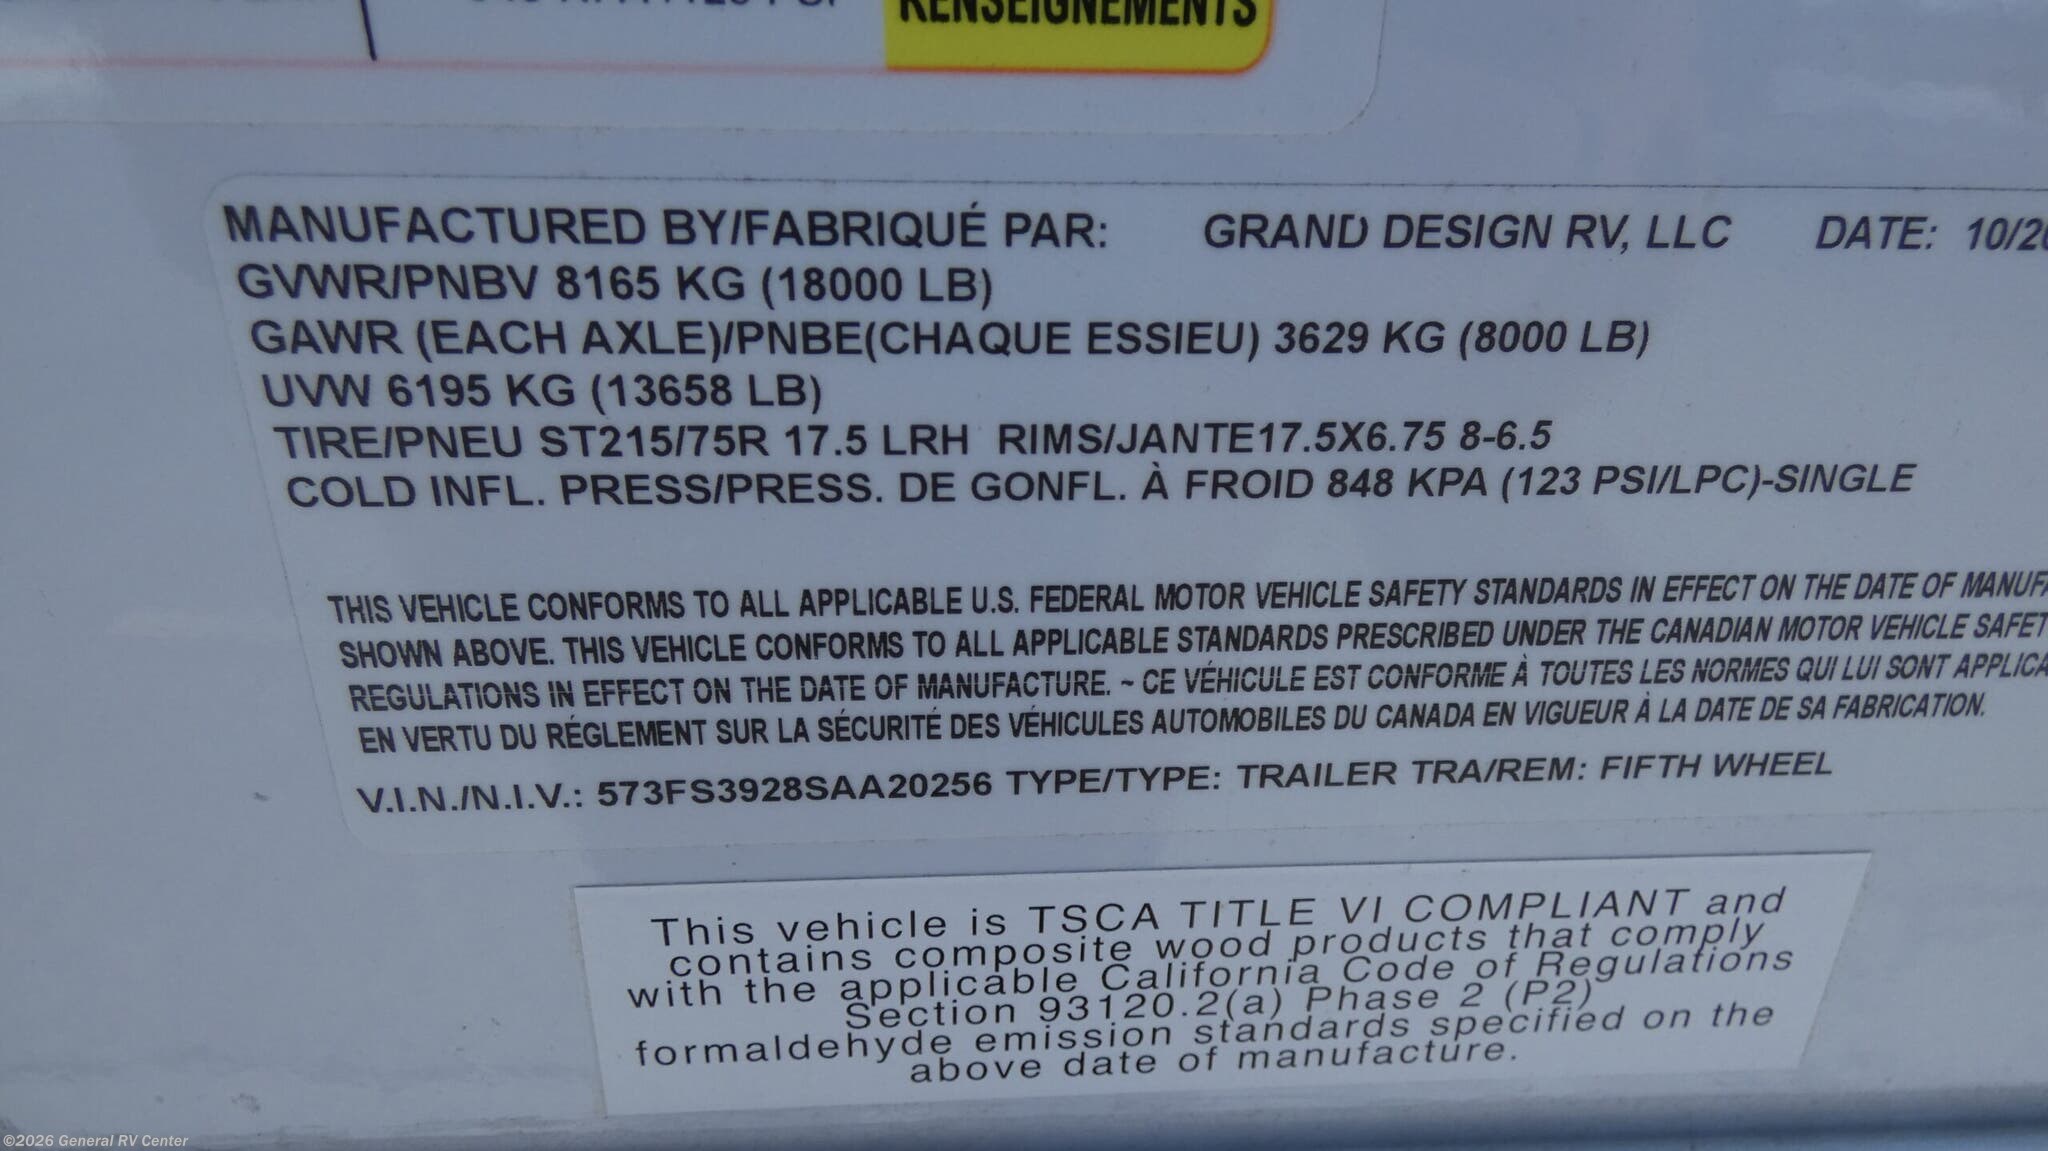 RENSEIGNEMENTS
MANUFACTURED BY/FABRIQUÉ PAR: GRAND DESIGN RV, LLC DATE: 10/20
GVWR/PNBV 8165 KG (18000 LB)
GAWR (EACH AXLE)/PNBE(CHAQUE ESSIEU) 3629 KG (8000 LB)
UVW 6195 KG (13658 LB)
TIRE/PNEU ST215/75R 17.5 LRH RIMS/JANTE17.5X6.75 8-6.5
COLD INFL. PRESS/PRESS. DE GONFL. À FROID 848 KPA (123 PSI/LPC)-SINGLE
THIS VEHICLE CONFORMS TO ALL APPLICABLE U.S. FEDERAL MOTOR VEHICLE SAFETY STANDARDS IN EFFECT ON THE DATE OF MANUFA
SHOWN ABOVE. THIS VEHICLE CONFORMS TO ALL APPLICABLE STANDARDS PRESCRIBED UNDER THE CANADIAN MOTOR VEHICLE SAFET
REGULATIONS IN EFFECT ON THE DATE OF MANUFACTURE. ~ CE VÉHICULE EST CONFORME À TOUTES LES NORMES QUI LUI SONT APPLICA
EN VERTU DU RÉGLEMENT SUR LA SÉCURITÉ DES VÉHICULES AUTOMOBILES DU CANADA EN VIGUEUR À LA DATE DE SA FABRICATION.
V.I.N./N.I.V.: 573FS3928SAA20256 TYPE/TYPE: TRAILER TRA/REM: FIFTH WHEEL
This vehicle is TSCA TITLE VI COMPLIANT and
contains composite wood products that comply
with the applicable California Code of Regulations
Section 93120.2(a) Phase 2 (P2)
formaldehyde emission standards specified on the
above date of manufacture.
©2026 General RV Center